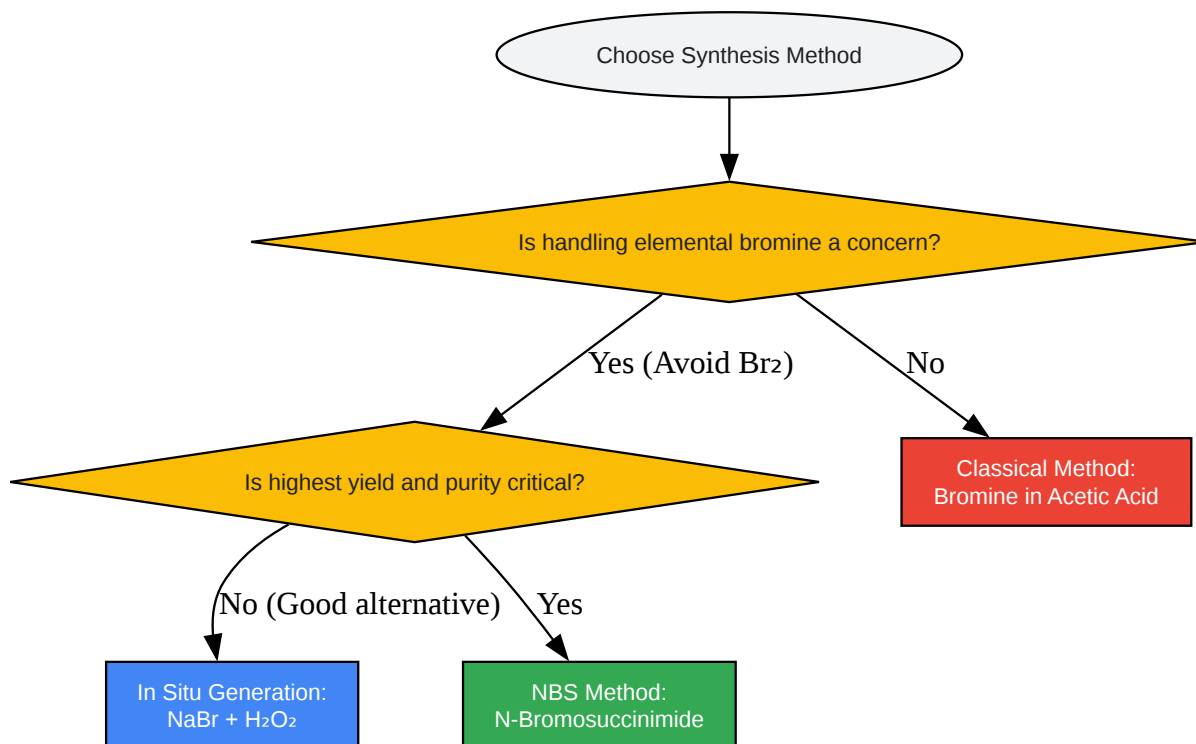 Choose Synthesis Method
Is handling elemental bromine a concern?
Yes (Avoid Br₂)
No
Is highest yield and purity critical?
Classical Method:
Bromine in Acetic Acid
No (Good alternative)
Yes
In Situ Generation:
NaBr + H₂O₂
NBS Method:
N-Bromosuccinimide